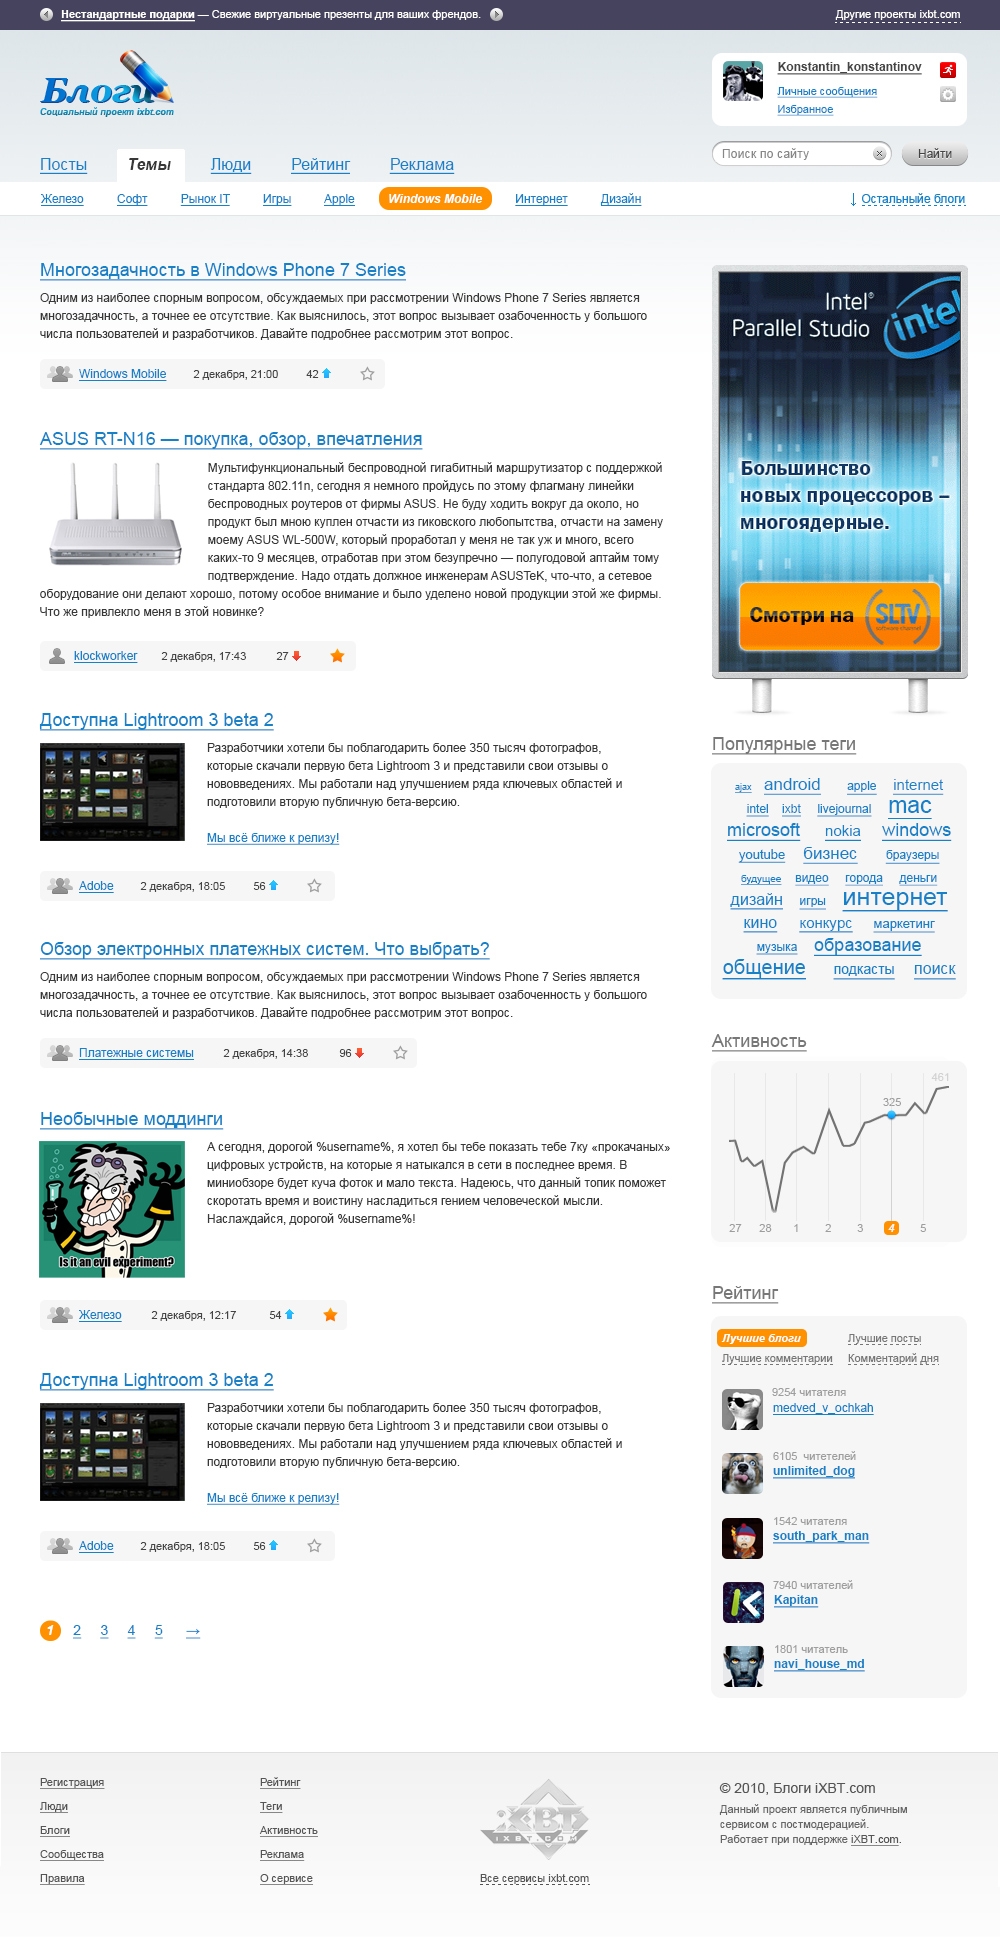 Нестандартные подарки — Свежие виртуальные презенты для ваших френдов.
Другие проекты ixbt.com
Блоги
Социальный проект ixbt.com
Konstantin_konstantinov
Личные сообщения
Избранное
Посты Темы Люди Рейтинг Реклама
Поиск по сайту Найти
Железо Софт Рынок IT Игры Apple Windows Mobile Интернет Дизайн ↓ Остальныйе блоги
Многозадачность в Windows Phone 7 Series
Одним из наиболее спорным вопросом, обсуждаемых при рассмотрении Windows Phone 7 Series является
многозадачность, а точнее ее отсутствие. Как выяснилось, этот вопрос вызывает озабоченность у большого
числа пользователей и разработчиков. Давайте подробнее рассмотрим этот вопрос.
Windows Mobile 2 декабря, 21:00 42
ASUS RT-N16 — покупка, обзор, впечатления
Мультифункциональный беспроводной гигабитный маршрутизатор с поддержкой
стандарта 802.11n, сегодня я немного пройдусь по этому флагману линейки
беспроводных роутеров от фирмы ASUS. Не буду ходить вокруг да около, но
продукт был мною куплен отчасти из гиковского любопытства, отчасти на замену
моему ASUS WL-500W, который проработал у меня не так уж и много, всего
каких-то 9 месяцев, отработав при этом безупречно — полугодовой аптайм тому
подтверждение. Надо отдать должное инженерам ASUSTeK, что-что, а сетевое
оборудование они делают хорошо, потому особое внимание и было уделено новой продукции этой же фирмы.
Что же привлекло меня в этой новинке?
klockworker 2 декабря, 17:43 27
Доступна Lightroom 3 beta 2
Разработчики хотели бы поблагодарить более 350 тысяч фотографов,
которые скачали первую бета Lightroom 3 и представили свои отзывы о
нововведениях. Мы работали над улучшением ряда ключевых областей и
подготовили вторую публичную бета-версию.
Мы всё ближе к релизу!
Adobe 2 декабря, 18:05 56
Обзор электронных платежных систем. Что выбрать?
Одним из наиболее спорным вопросом, обсуждаемых при рассмотрении Windows Phone 7 Series является
многозадачность, а точнее ее отсутствие. Как выяснилось, этот вопрос вызывает озабоченность у большого
числа пользователей и разработчиков. Давайте подробнее рассмотрим этот вопрос.
Платежные системы 2 декабря, 14:38 96
Необычные моддинги
Is it an evil experiment?
А сегодня, дорогой %username%, я хотел бы тебе показать тебе 7ку «прокачаных»
цифровых устройств, на которые я натыкался в сети в последнее время. В
миниобзоре будет куча фоток и мало текста. Надеюсь, что данный топик поможет
скоротать время и воистину насладиться гением человеческой мысли.
Наслаждайся, дорогой %username%!
Железо 2 декабря, 12:17 54
Доступна Lightroom 3 beta 2
Разработчики хотели бы поблагодарить более 350 тысяч фотографов,
которые скачали первую бета Lightroom 3 и представили свои отзывы о
нововведениях. Мы работали над улучшением ряда ключевых областей и
подготовили вторую публичную бета-версию.
Мы всё ближе к релизу!
Adobe 2 декабря, 18:05 56
1 2 3 4 5 →
Intel®
Parallel Studio
intel
Большинство
новых процессоров –
многоядерные.
Смотри на SLTV
software channel
Популярные теги
ajax android apple internet
intel ixbt livejournal mac
microsoft nokia windows
youtube бизнес браузеры
будущее видео города деньги
дизайн игры интернет
кино конкурс маркетинг
музыка образование
общение подкасты поиск
Активность
461
325
27 28 1 2 3 4 5
Рейтинг
Лучшие блоги Лучшие посты
Лучшие комментарии Комментарий дня
9254 читателя
medved_v_ochkah
6105 читетелей
unlimited_dog
1542 читателя
south_park_man
7940 читателей
Kapitan
1801 читатель
navi_house_md
Регистрация
Люди
Блоги
Сообщества
Правила
Рейтинг
Теги
Активность
Реклама
О сервисе
iXBT
IXBT.COM
Все сервисы ixbt.com
© 2010, Блоги iXBT.com
Данный проект является публичным
сервисом с постмодерацией.
Работает при поддержке iXBT.com.